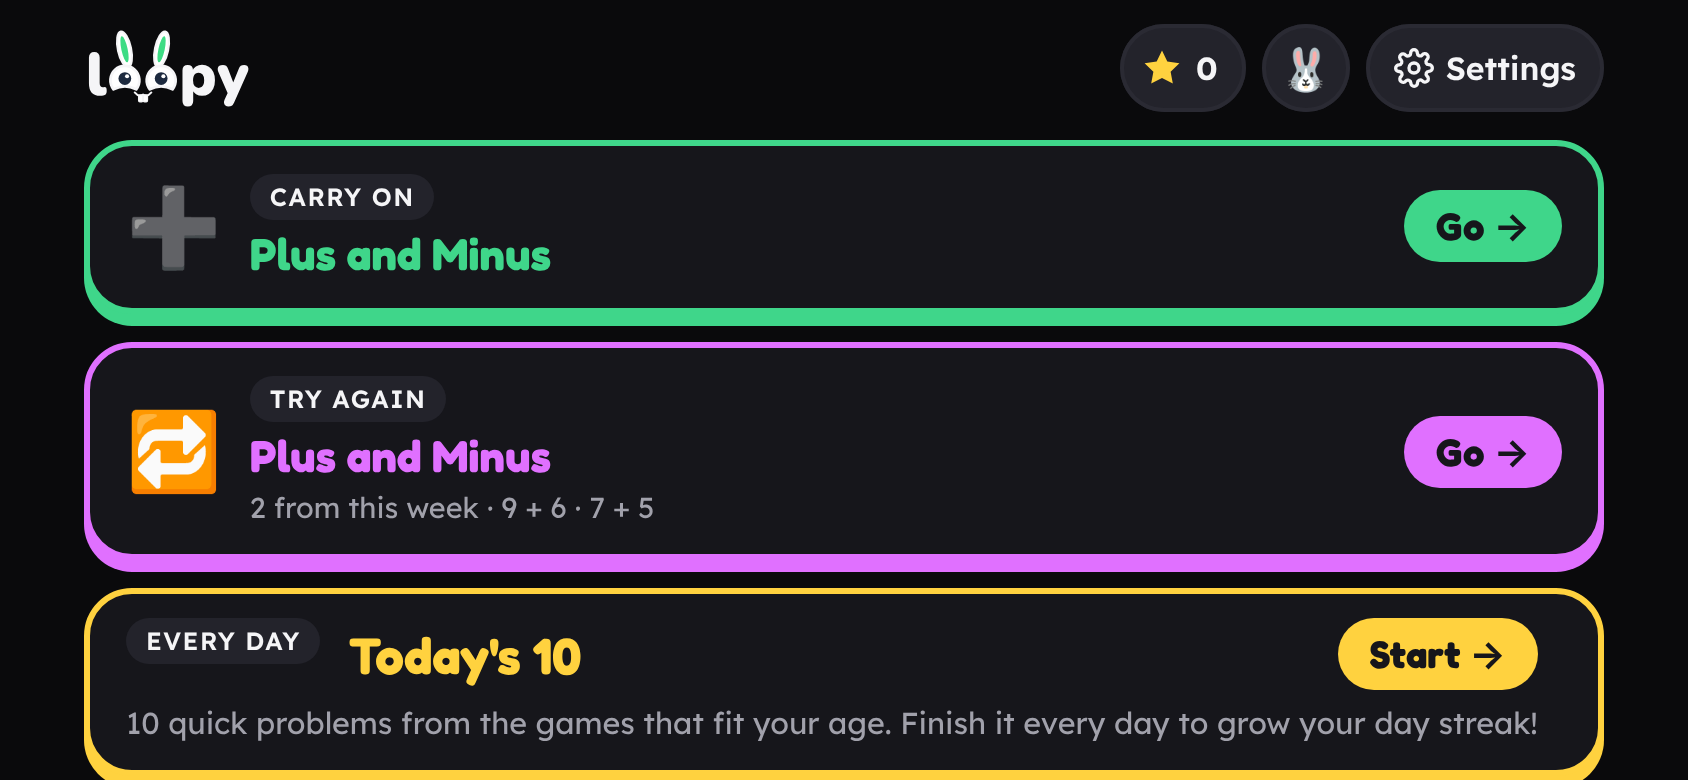 loopy
0
Settings
CARRY ON
Plus and Minus
Go →
TRY AGAIN
Plus and Minus
2 from this week · 9 + 6 · 7 + 5
Go →
EVERY DAY
Today's 10
Start →
10 quick problems from the games that fit your age. Finish it every day to grow your day streak!